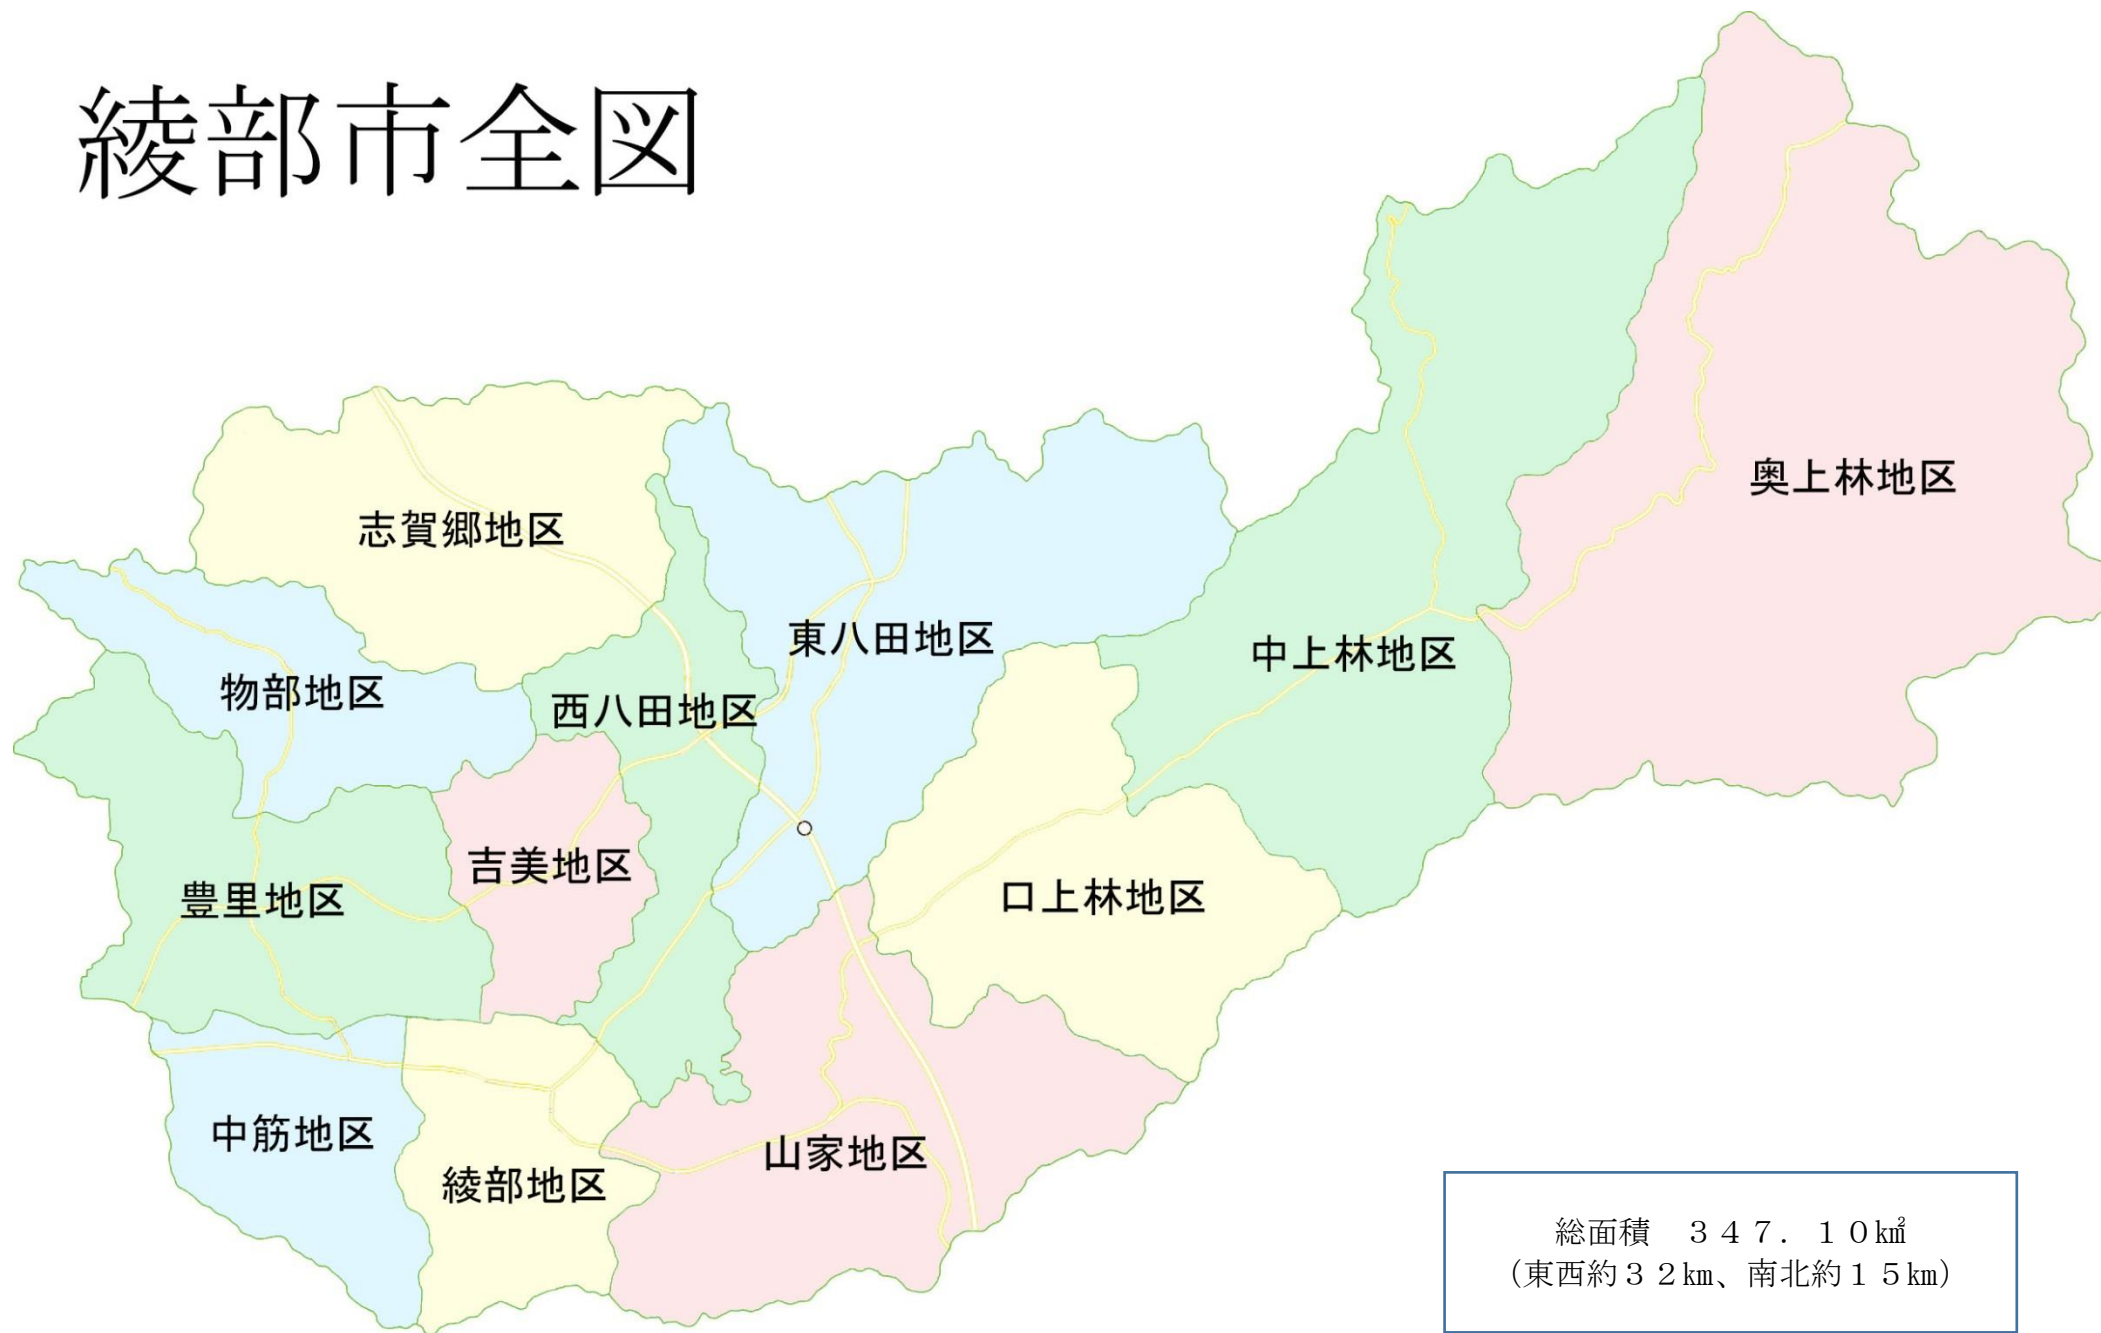 綾部市全図
奥上林地区
志賀郷地区
東八田地区
中上林地区
物部地区
西八田地区
吉美地区
豊里地区
口上林地区
中筋地区
山家地区
綾部地区
総面積　３４７．１０㎢
（東西約３２㎞、南北約１５㎞）